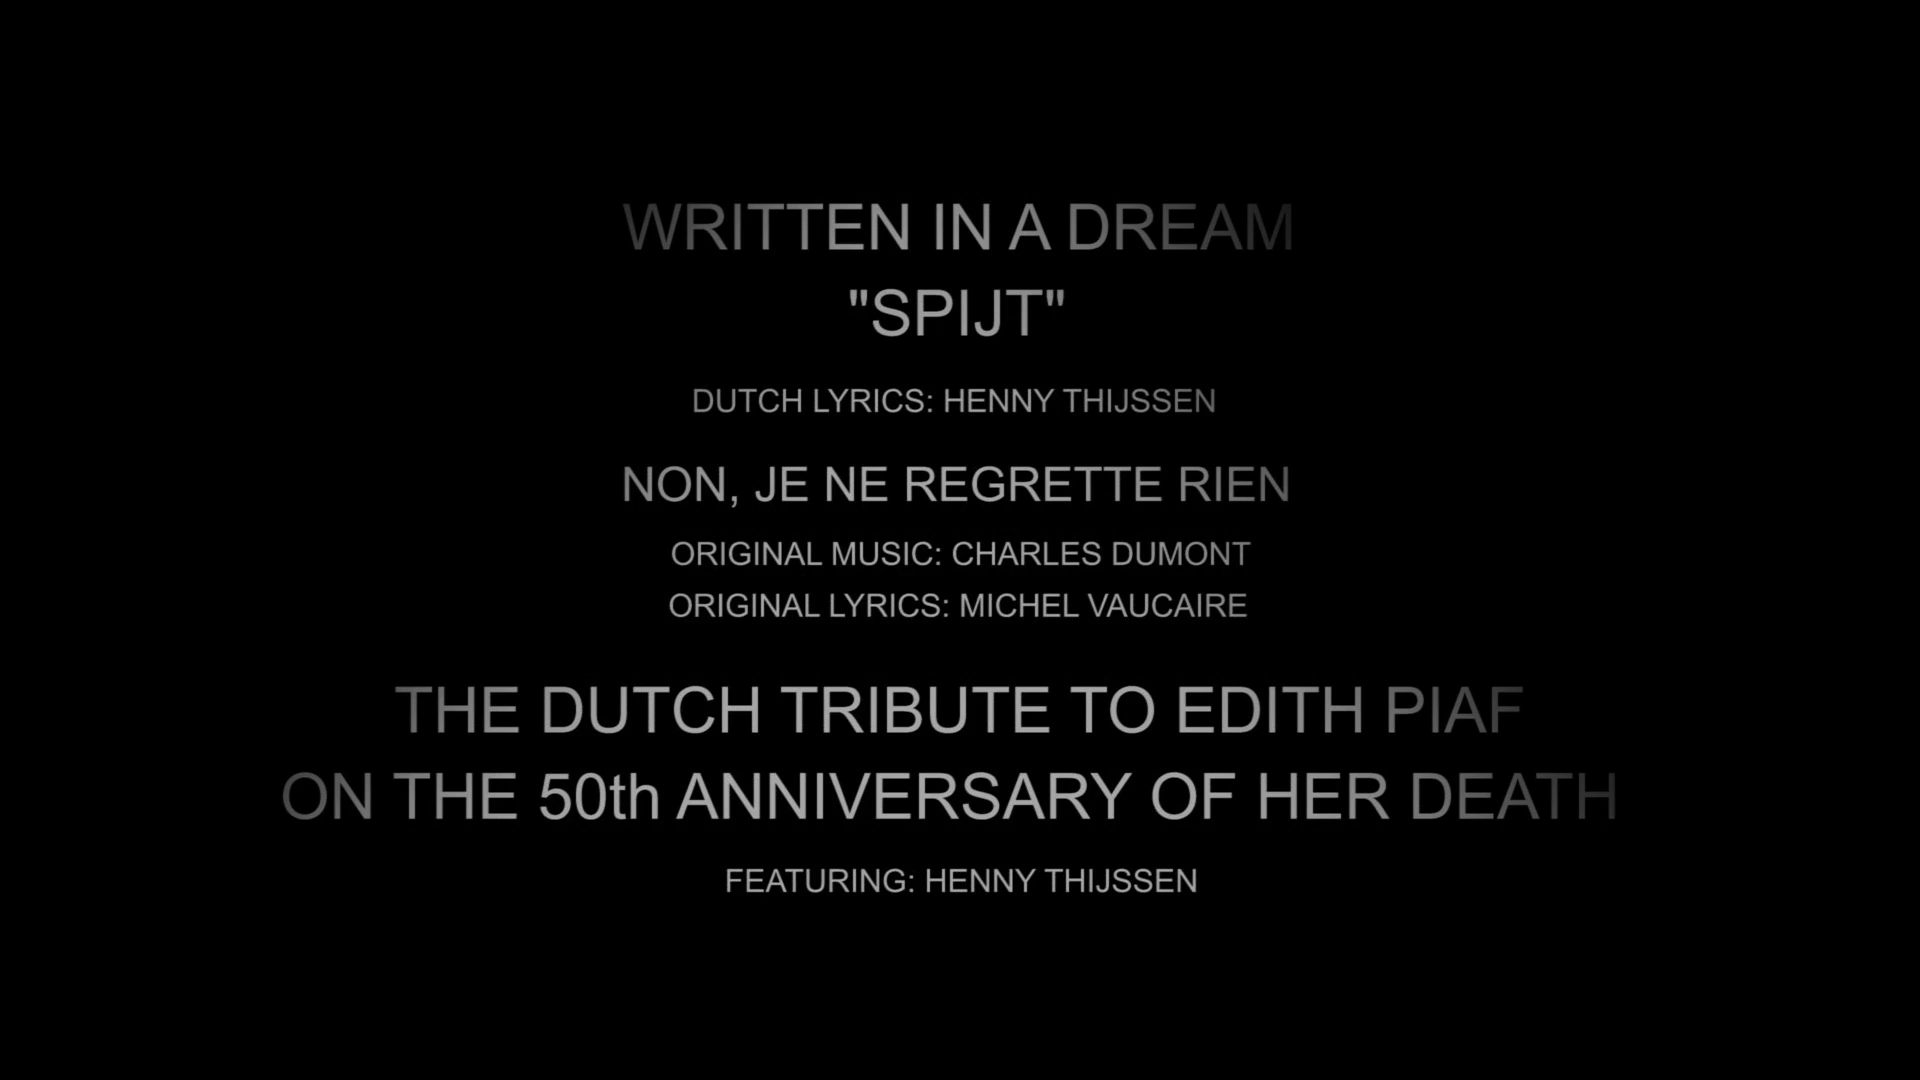 WRITTEN IN A DREAM
"SPIJT"
DUTCH LYRICS: HENNY THIJSSEN
NON, JE NE REGRETTE RIEN
ORIGINAL MUSIC: CHARLES DUMONT
ORIGINAL LYRICS: MICHEL VAUCAIRE
THE DUTCH TRIBUTE TO EDITH PIAF
ON THE 50th ANNIVERSARY OF HER DEATH
FEATURING: HENNY THIJSSEN